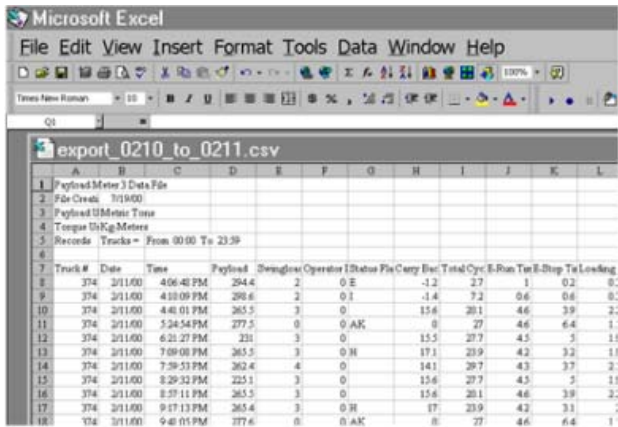 Microsoft Excel
File Edit View Insert Format Tools Data Window Help
100%
Times New Roman 10 B I U $ % ,
Q1 =
export_0210_to_0211.csv
A B C D E F G H I J K L
1 Payload Meter 3 Data File
2 File Creati 7/19/00
3 Payload U Metric Tons
4 Torque U Kg-Meters
5 Records Trucks = From 00:00 To 23:59
6
7 Truck # Date Time Payload Swingload Operator I Status Fla Carry Bac Total Cyc E-Run Tim E-Stop Ti Loading
8 374 2/11/00 4:06:48 PM 294.4 2 0 E -1.2 27 1 0.2
9 374 2/11/00 4:10:09 PM 298.6 2 0 I -1.4 7.2 0.6 0.6
10 374 2/11/00 4:41:01 PM 265.5 3 0 15.6 20.1 4.6 3.9
11 374 2/11/00 5:24:54 PM 277.5 0 0 AK 0 27 4.6 6.4
12 374 2/11/00 6:21:27 PM 231 3 0 15.5 27.7 4.5 5
13 374 2/11/00 7:09:08 PM 265.5 3 0 H 17.1 23.9 4.2 3.2
14 374 2/11/00 7:59:53 PM 262.4 4 0 14.1 29.7 4.3 3.7
15 374 2/11/00 8:29:32 PM 225.1 3 0 15.6 27.7 4.5 5
16 374 2/11/00 8:57:11 PM 265.5 3 0 15.6 20.1 4.6 3.9
17 374 2/11/00 9:17:13 PM 265.4 3 0 H 17 23.9 4.2 3.1
18 374 2/11/00 9:41:05 PM 277.6 0 0 AK 0 27 4.6 6.4